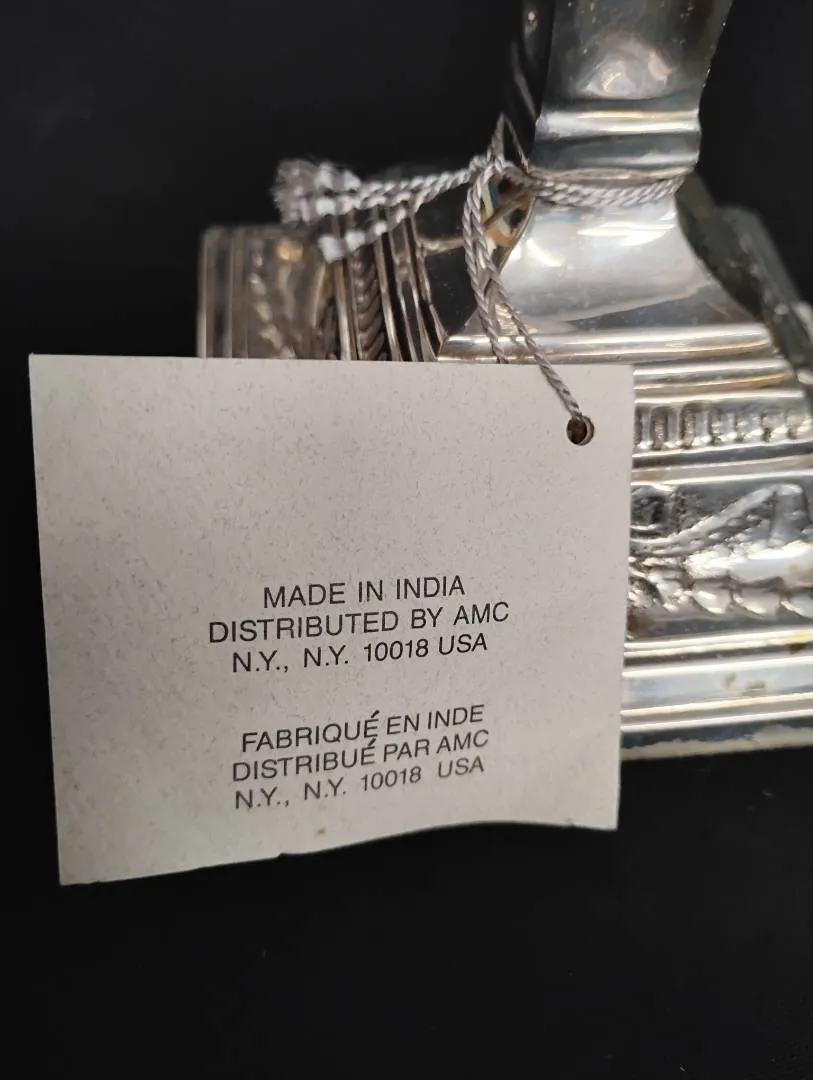 MADE IN INDIA
DISTRIBUTED BY AMC
N.Y., N.Y. 10018 USA
FABRIQUÉ EN INDE
DISTRIBUÉ PAR AMC
N.Y., N.Y. 10018 USA